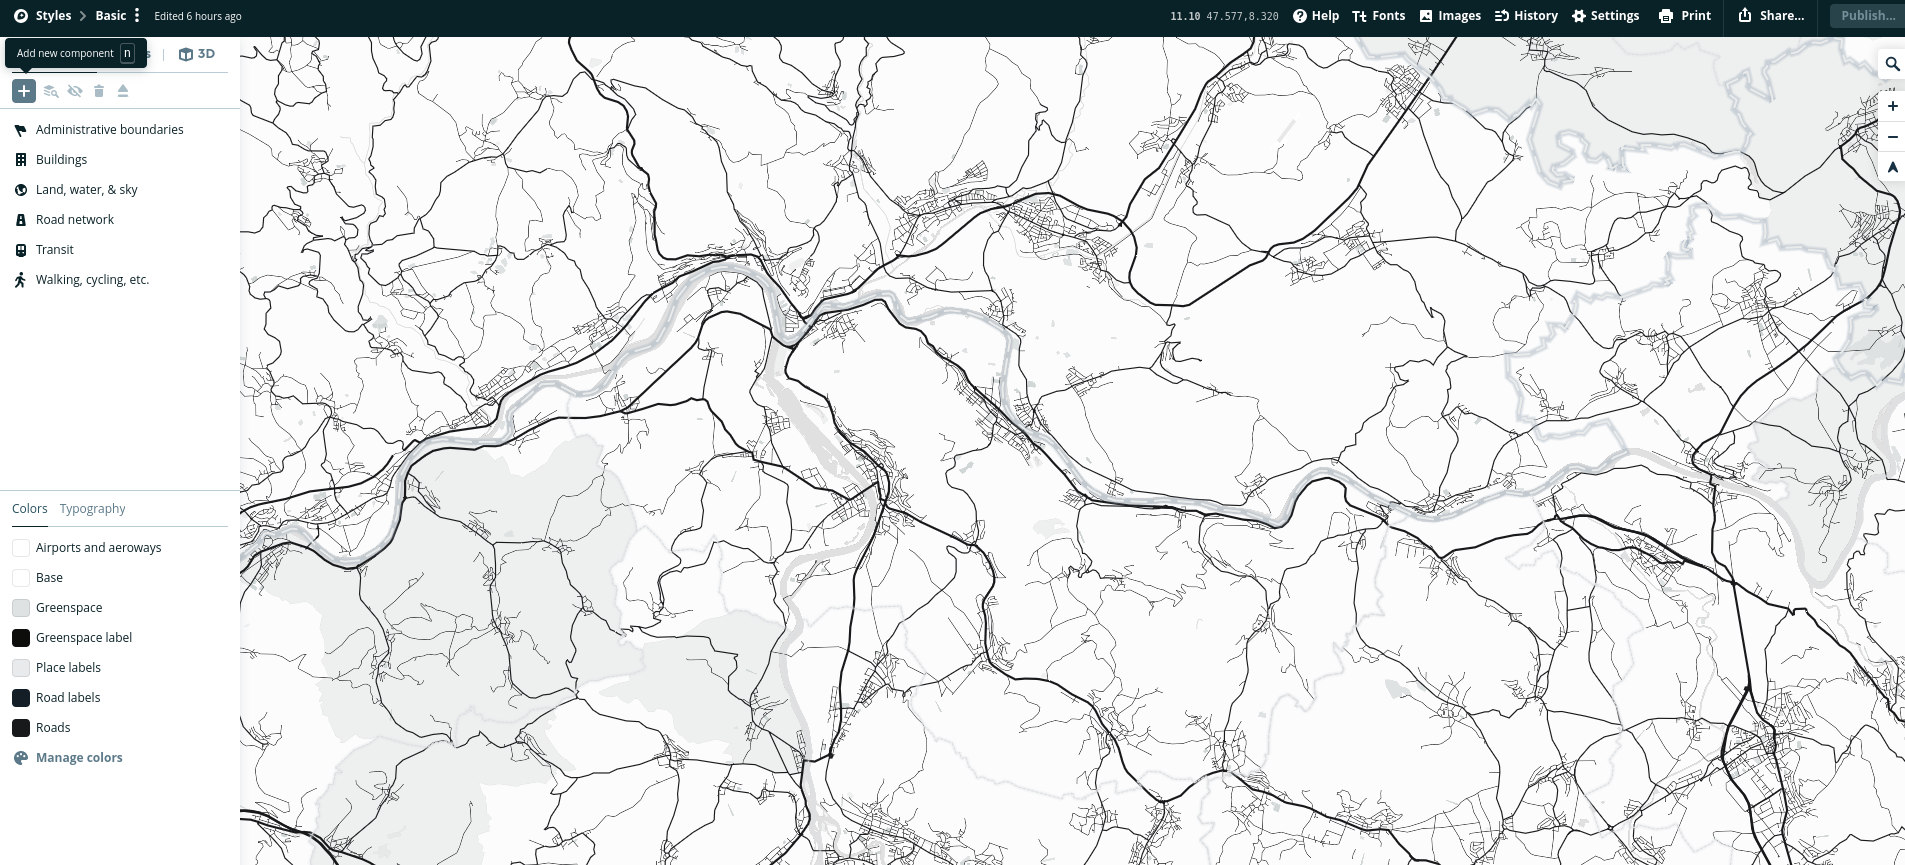 Styles
Basic
Edited 6 hours ago
11.10 47.577,8.320
Help
Fonts
Images
History
Settings
Print
Share...
Publish...
Add new component n
3D
Administrative boundaries
Buildings
Land, water, & sky
Road network
Transit
Walking, cycling, etc.
Colors
Typography
Airports and aeroways
Base
Greenspace
Greenspace label
Place labels
Road labels
Roads
Manage colors